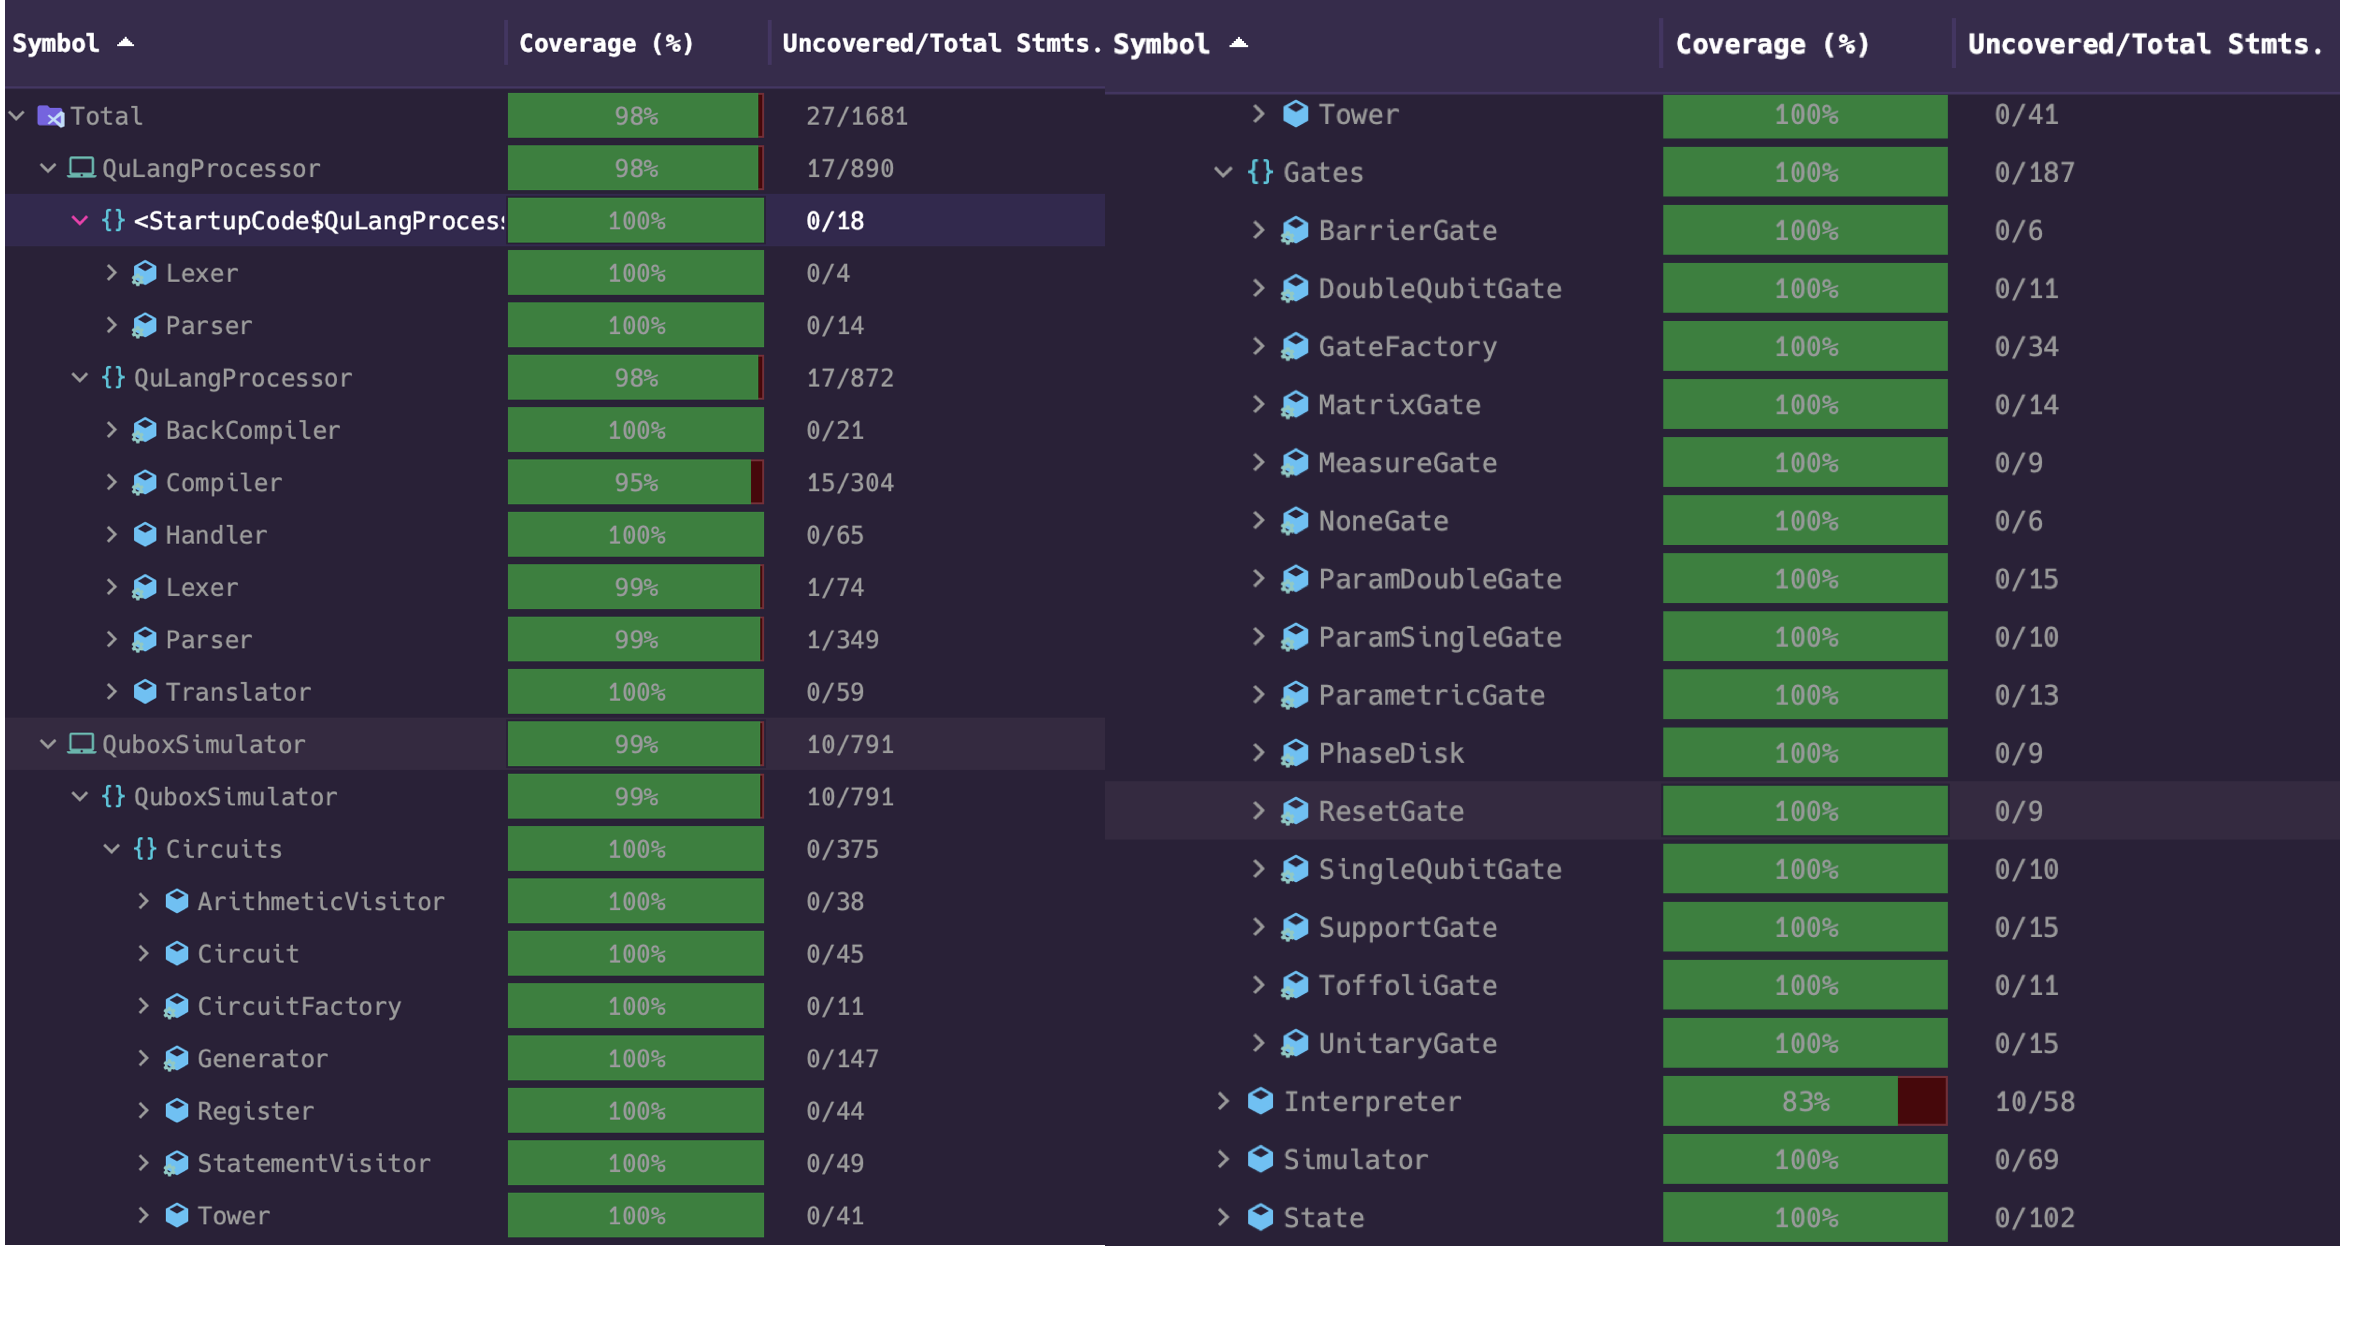 Symbol Coverage (%) Uncovered/Total Stmts.
Total 98% 27/1681
QuLangProcessor 98% 17/890
{} <StartupCode$QuLangProces 100% 0/18
Lexer 100% 0/4
Parser 100% 0/14
{} QuLangProcessor 98% 17/872
BackCompiler 100% 0/21
Compiler 95% 15/304
Handler 100% 0/65
Lexer 99% 1/74
Parser 99% 1/349
Translator 100% 0/59
QuboxSimulator 99% 10/791
{} QuboxSimulator 99% 10/791
{} Circuits 100% 0/375
ArithmeticVisitor 100% 0/38
Circuit 100% 0/45
CircuitFactory 100% 0/11
Generator 100% 0/147
Register 100% 0/44
StatementVisitor 100% 0/49
Tower 100% 0/41
Symbol Coverage (%) Uncovered/Total Stmts.
Tower 100% 0/41
{} Gates 100% 0/187
BarrierGate 100% 0/6
DoubleQubitGate 100% 0/11
GateFactory 100% 0/34
MatrixGate 100% 0/14
MeasureGate 100% 0/9
NoneGate 100% 0/6
ParamDoubleGate 100% 0/15
ParamSingleGate 100% 0/10
ParametricGate 100% 0/13
PhaseDisk 100% 0/9
ResetGate 100% 0/9
SingleQubitGate 100% 0/10
SupportGate 100% 0/15
ToffoliGate 100% 0/11
UnitaryGate 100% 0/15
Interpreter 83% 10/58
Simulator 100% 0/69
State 100% 0/102